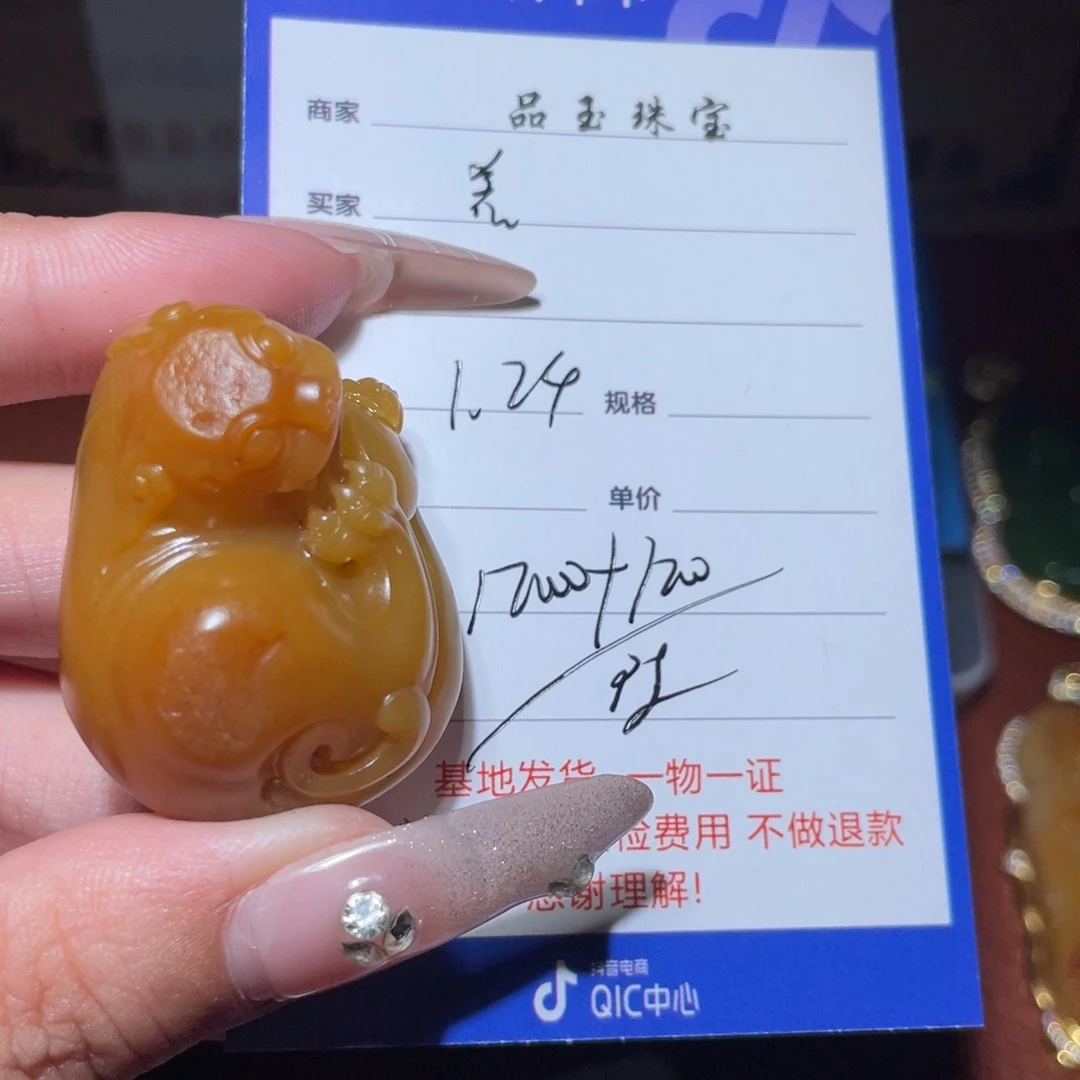 商家 品玉珠宝
买家
1.24 规格
单价
基地发货 一物一证
检费用 不做退款
感谢理解!
抖音电商
QIC中心